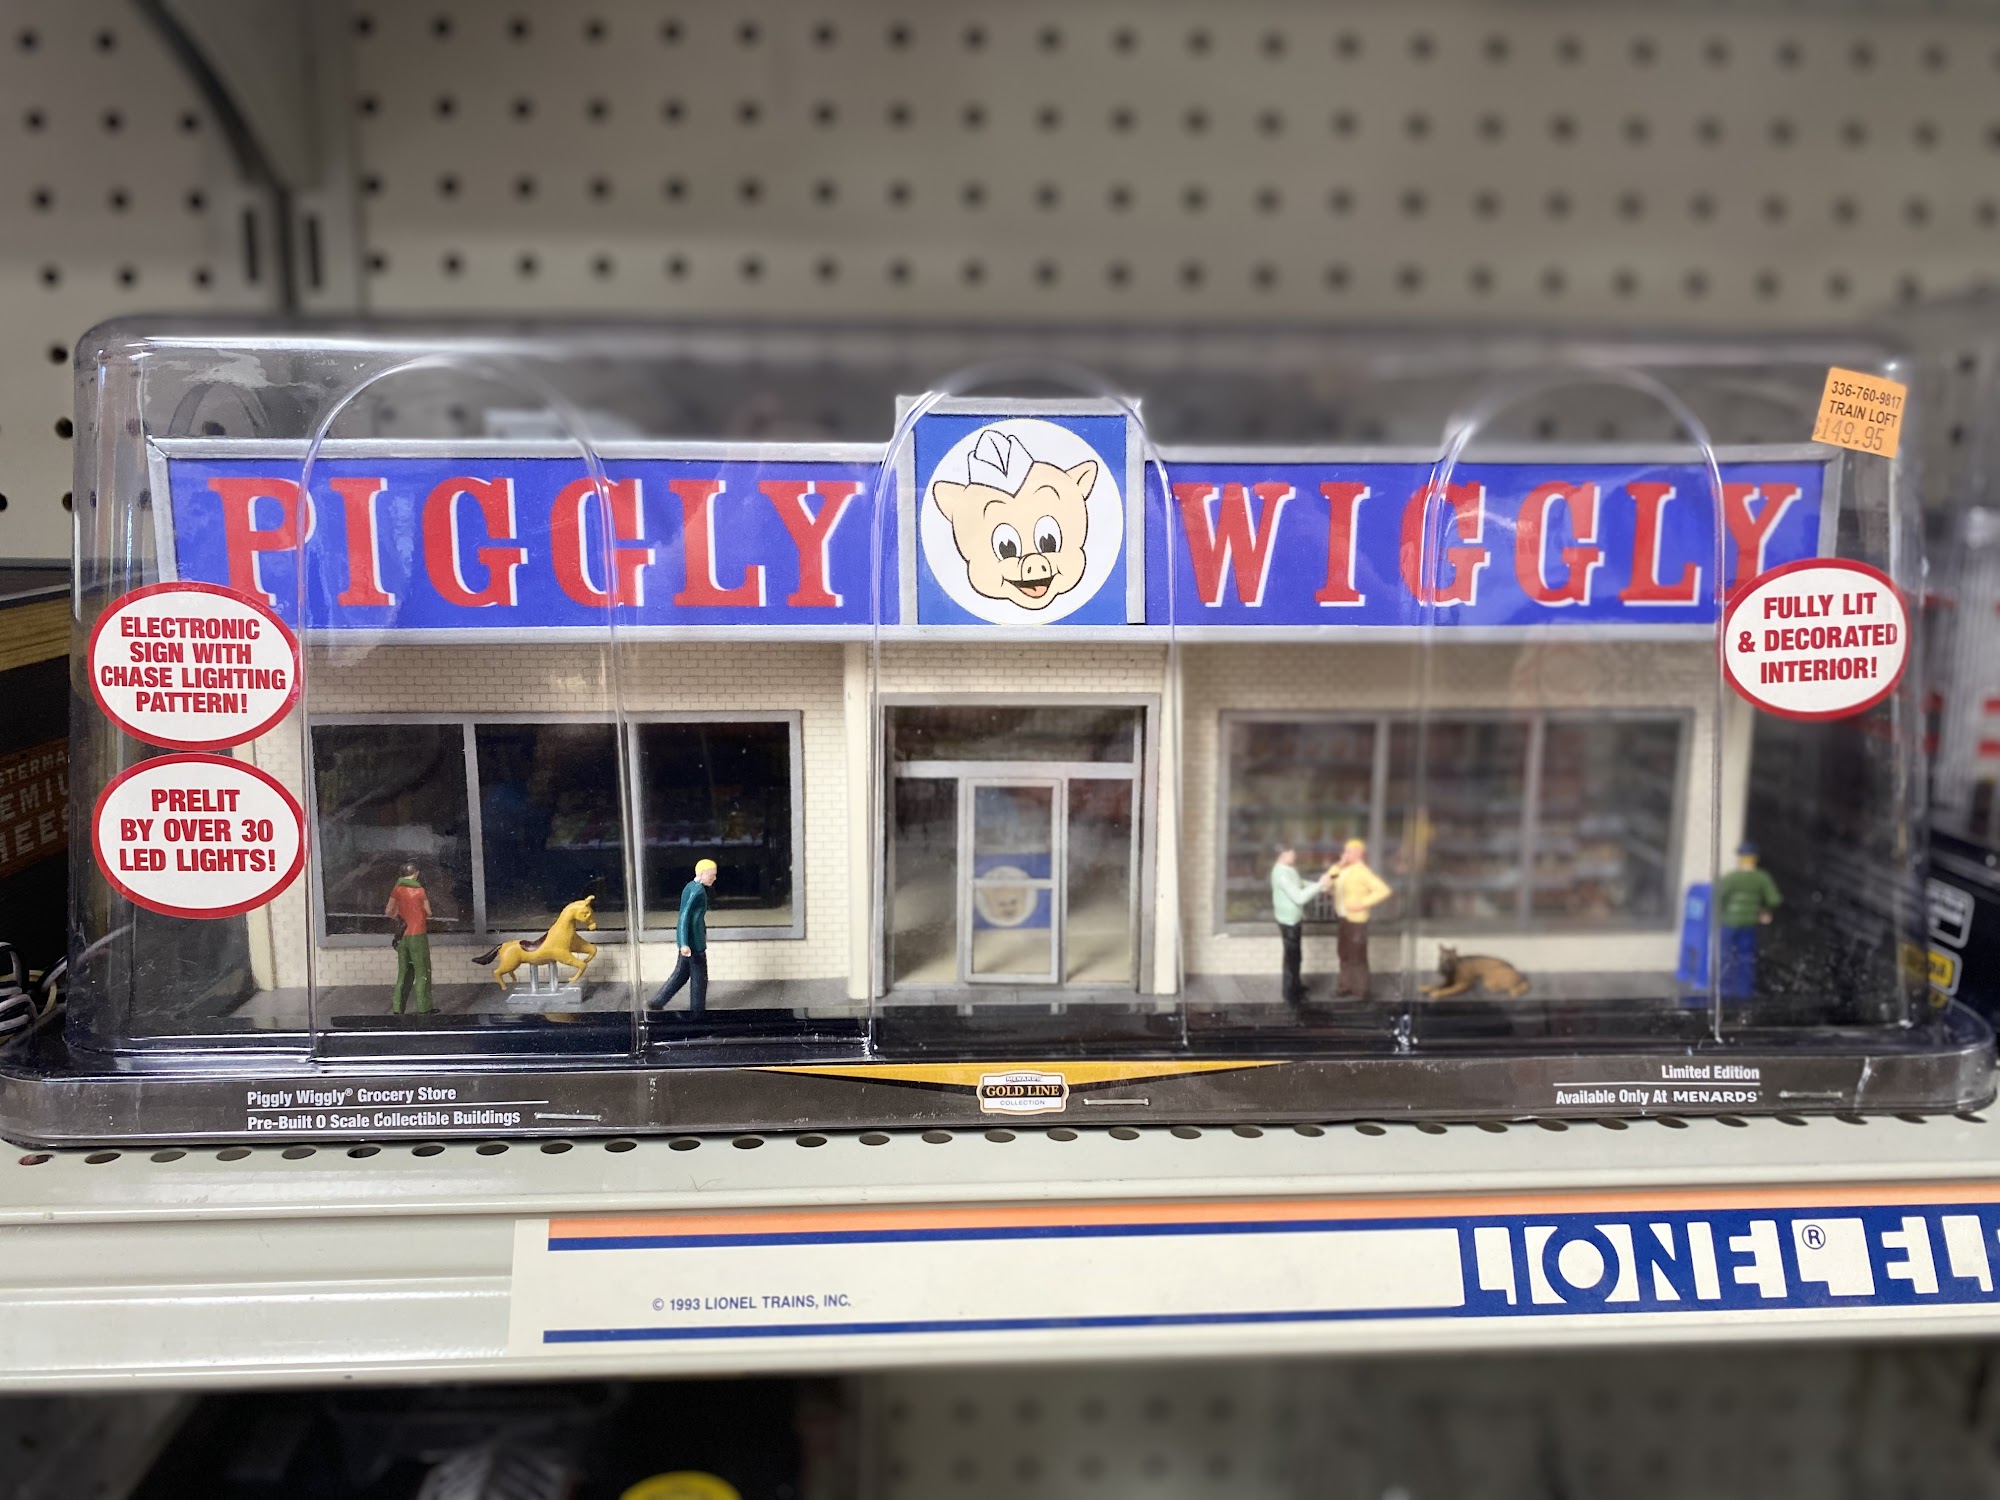 336-760-9817
TRAIN LOFT
$149.95
PIGGLY WIGGLY
ELECTRONIC
SIGN WITH
CHASE LIGHTING
PATTERN!
FULLY LIT
& DECORATED
INTERIOR!
PRELIT
BY OVER 30
LED LIGHTS!
Piggly Wiggly® Grocery Store
Pre-Built O Scale Collectible Buildings
MENARDS
GOLD LINE
COLLECTION
Limited Edition
Available Only At MENARDS®
© 1993 LIONEL TRAINS, INC.
LIONEL®